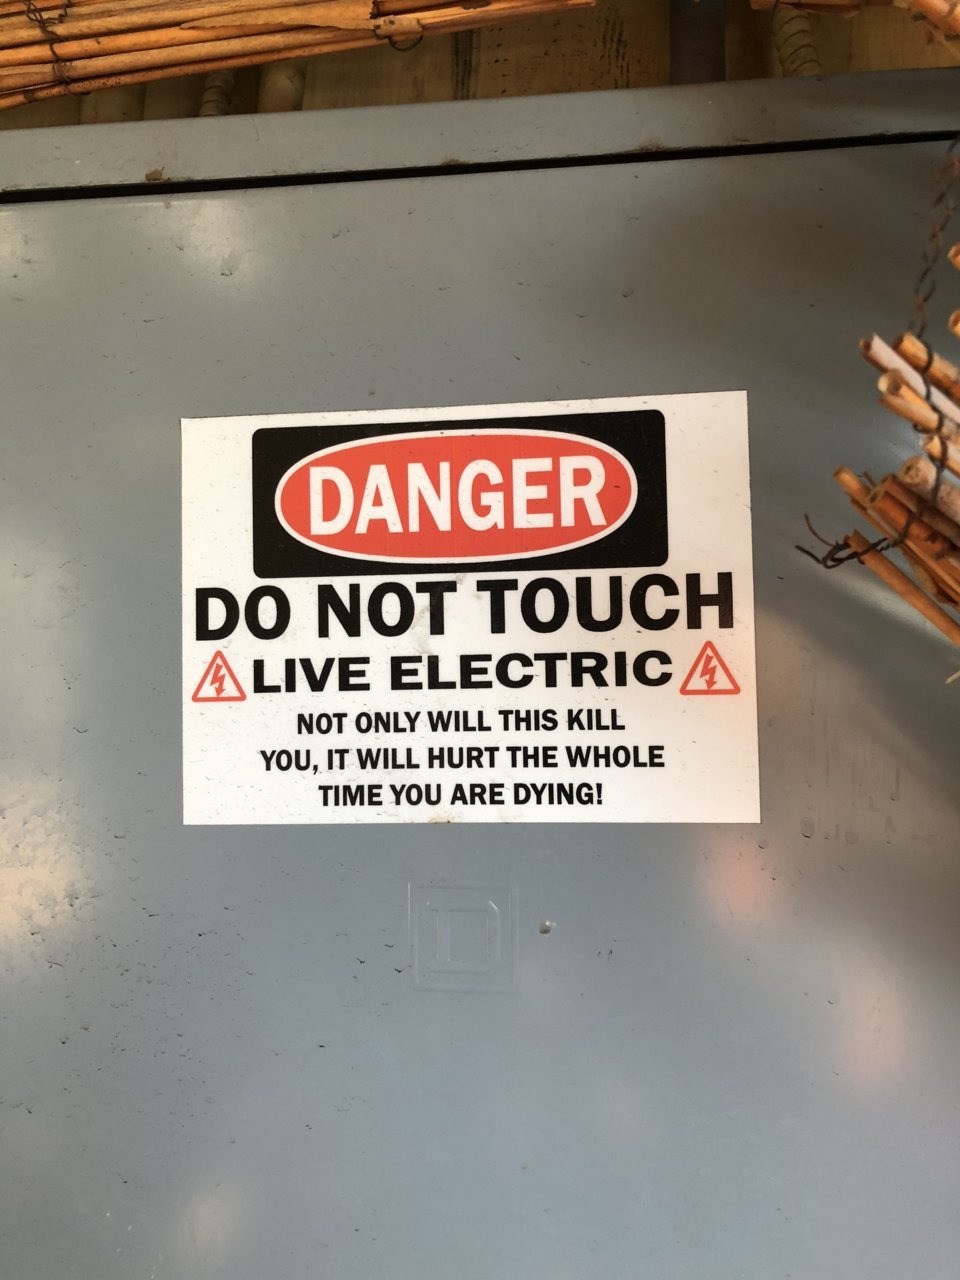 DANGER
DO NOT TOUCH
LIVE ELECTRIC
NOT ONLY WILL THIS KILL
YOU, IT WILL HURT THE WHOLE
TIME YOU ARE DYING!